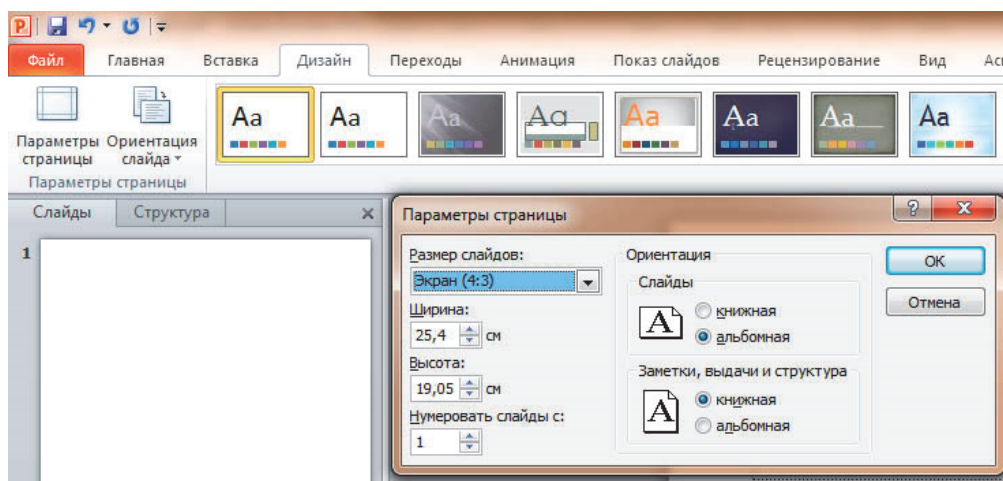 Файл Главная Вставка Дизайн Переходы Анимация Показ слайдов Рецензирование Вид
Aa Aa Aa Aa Aa Aa Aa Aa
Параметры страницы
Ориентация слайда
Параметры страницы
Слайды Структура
1
Параметры страницы
Размер слайдов:
Экран (4:3)
Ширина:
25,4 см
Высота:
19,05 см
Нумеровать слайды с:
1
Ориентация
Слайды
A
книжная
альбомная
Заметки, выдачи и структура
A
книжная
альбомная
ОК
Отмена